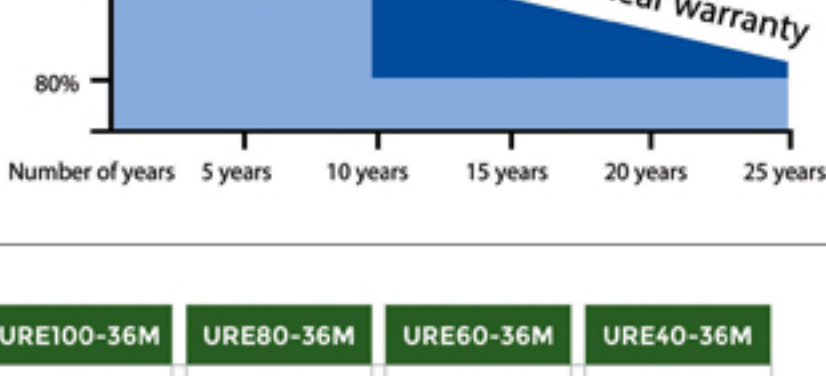 warranty
80%
Number of years 5 years 10 years 15 years 20 years 25 years
URE100-36M URE80-36M URE60-36M URE40-36M